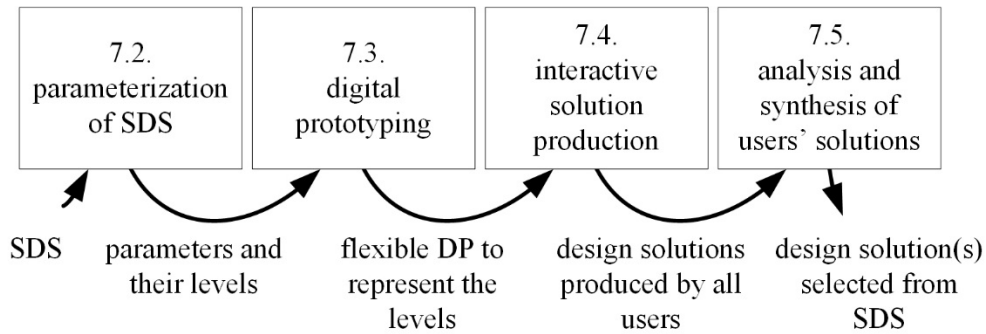 7.2.
parameterization
of SDS
7.3.
digital
prototyping
7.4.
interactive
solution
production
7.5.
analysis and
synthesis of
users’ solutions
SDS
parameters and
their levels
flexible DP to
represent the
levels
design solutions
produced by all
users
design solution(s)
selected from
SDS